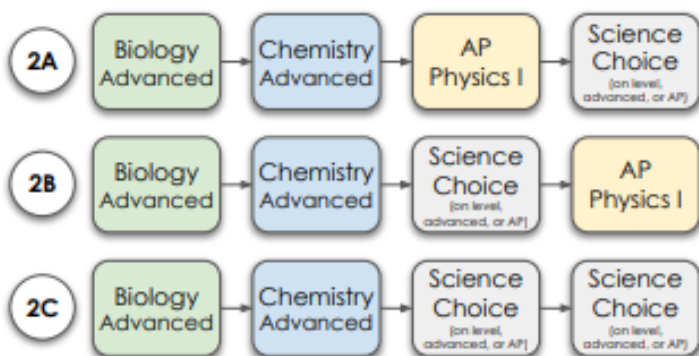 2A
Biology
Advanced
Chemistry
Advanced
AP
Physics I
Science
Choice
(on level,
advanced, or AP)
2B
Biology
Advanced
Chemistry
Advanced
Science
Choice
(on level,
advanced, or AP)
AP
Physics I
2C
Biology
Advanced
Chemistry
Advanced
Science
Choice
(on level,
advanced, or AP)
Science
Choice
(on level,
advanced, or AP)